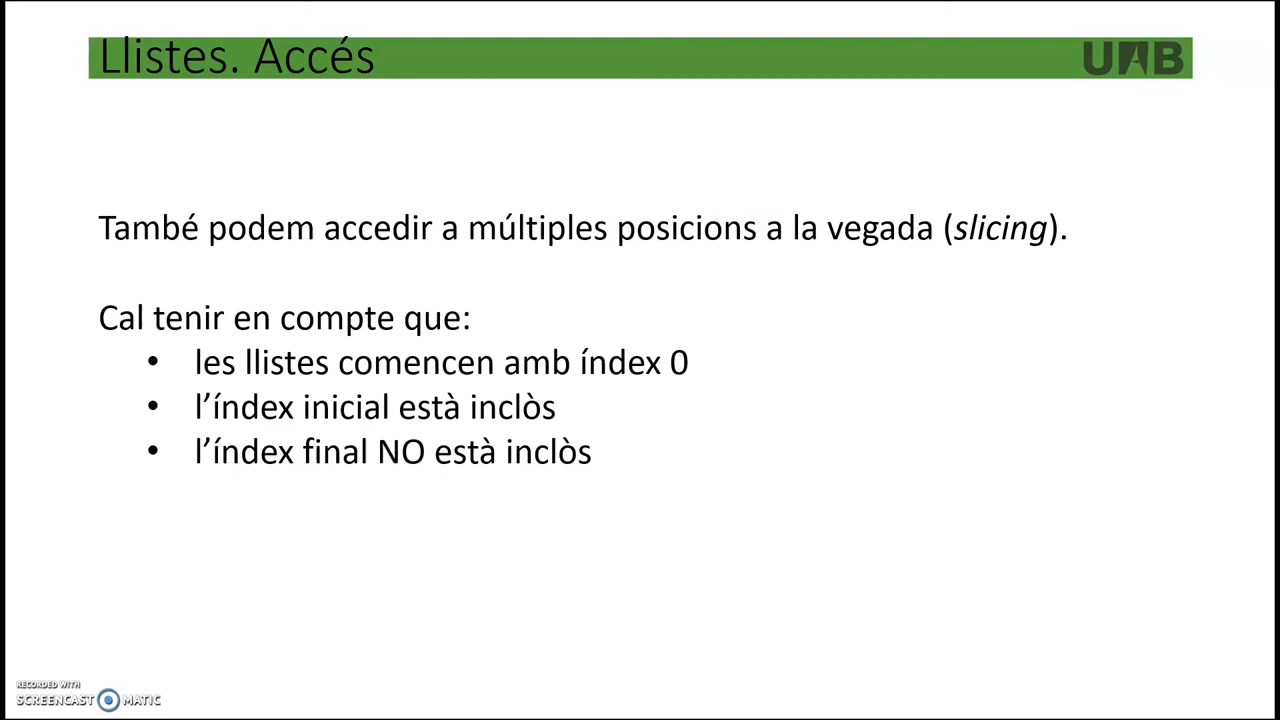 Llistes. Accés
UAB
També podem accedir a múltiples posicions a la vegada (slicing).
Cal tenir en compte que:
• les llistes comencen amb índex 0
• l’índex inicial està inclòs
• l’índex final NO està inclòs
RECORDED WITH
SCREENCAST MATIC